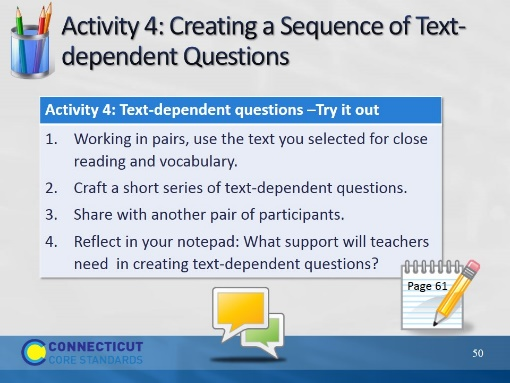 Activity 4: Creating a Sequence of Text-
dependent Questions
Activity 4: Text-dependent questions –Try it out
1. Working in pairs, use the text you selected for close
reading and vocabulary.
2. Craft a short series of text-dependent questions.
3. Share with another pair of participants.
4. Reflect in your notepad: What support will teachers
need  in creating text-dependent questions?
Page 61
CONNECTICUT
CORE STANDARDS
50